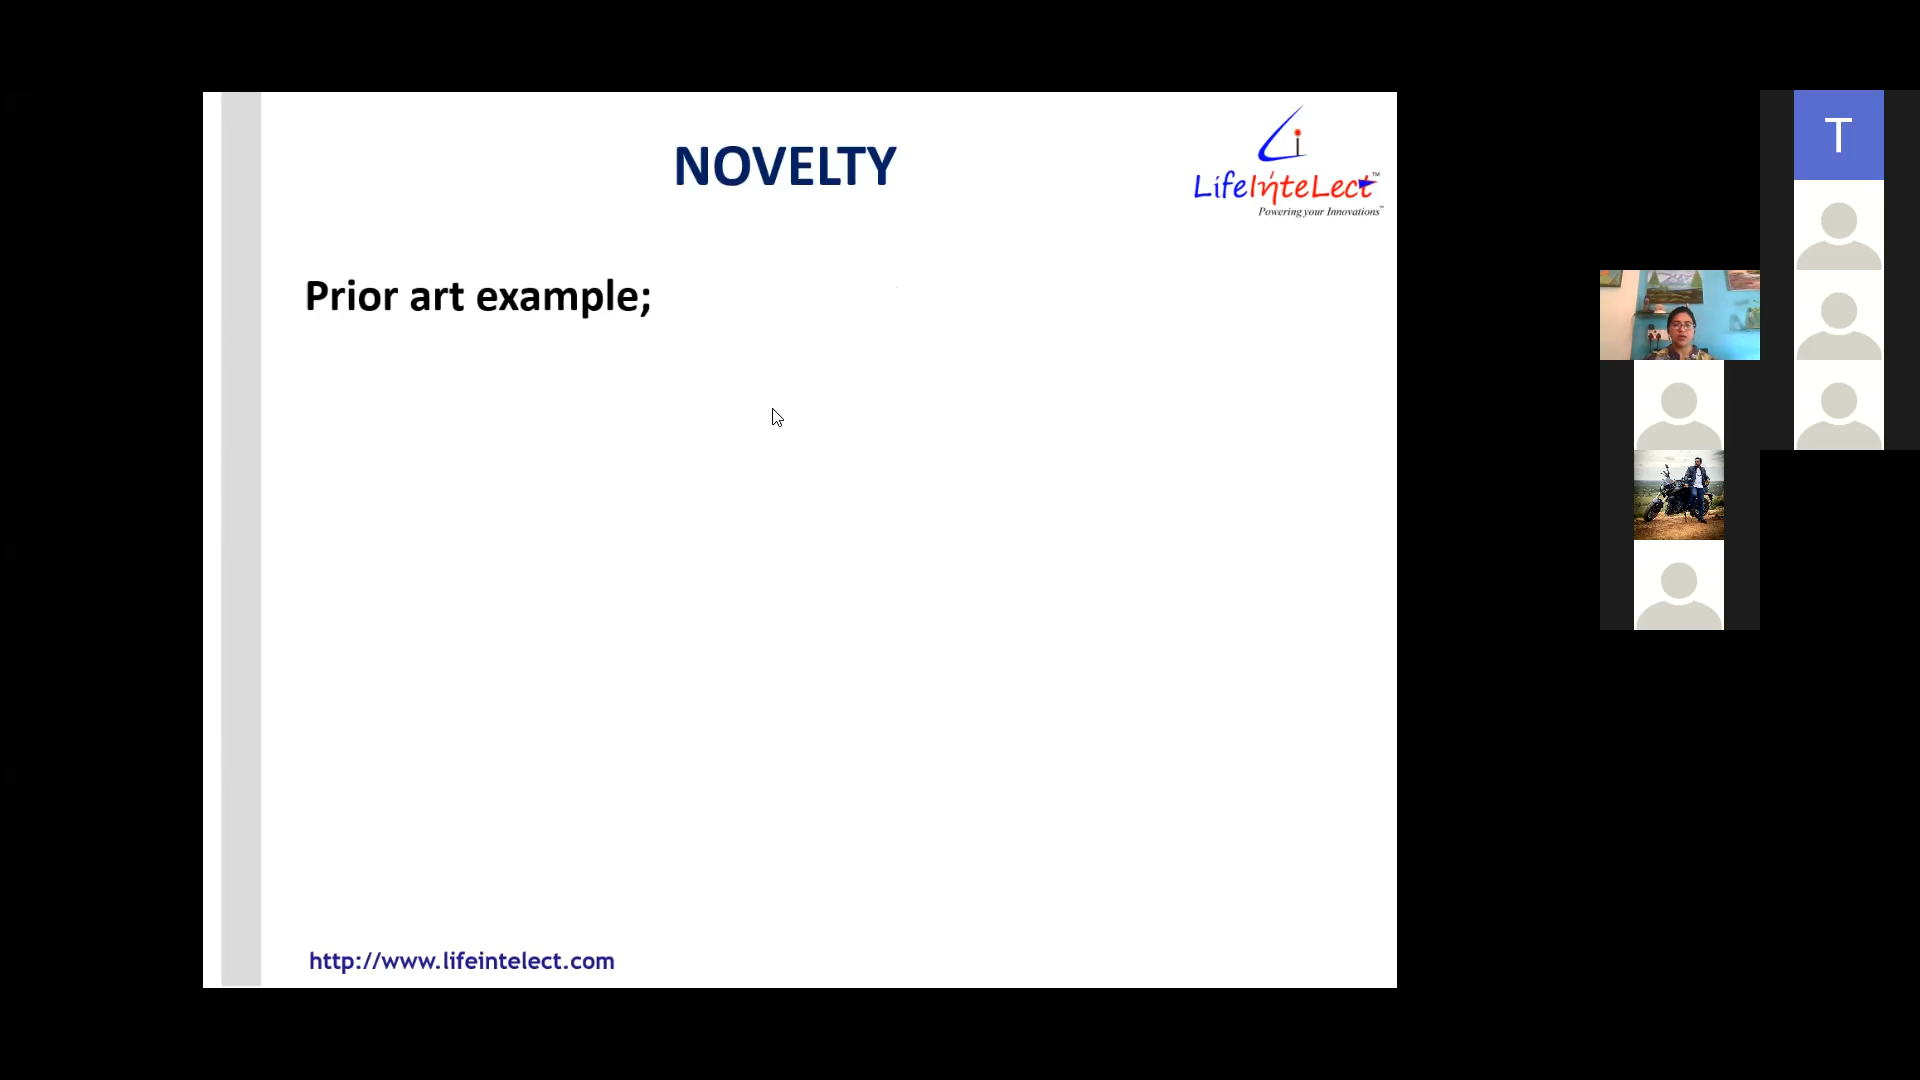 NOVELTY
LifeInteLect™
Powering your Innovations™
Prior art example;
http://www.lifeintelect.com
T